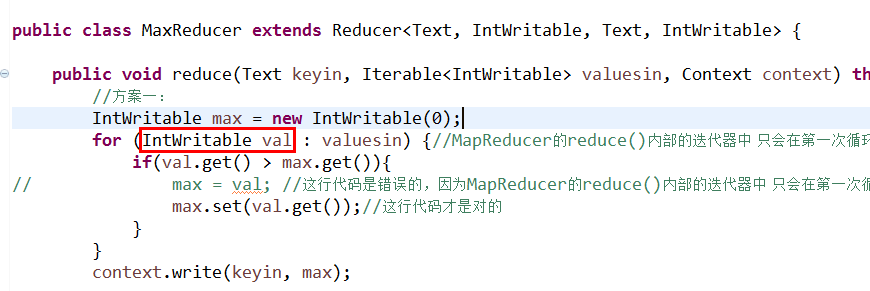 public class MaxReducer extends Reducer<Text, IntWritable, Text, IntWritable> {
public void reduce(Text keyin, Iterable<IntWritable> valuesin, Context context) th
//方案一：
IntWritable max = new IntWritable(0);
for (IntWritable val : valuesin) {//MapReducer的reduce()内部的迭代器中 只会在第一次循环
if(val.get() > max.get()){
// max = val; //这行代码是错误的，因为MapReducer的reduce()内部的迭代器中 只会在第一次循
max.set(val.get());//这行代码才是对的
}
}
context.write(keyin, max);